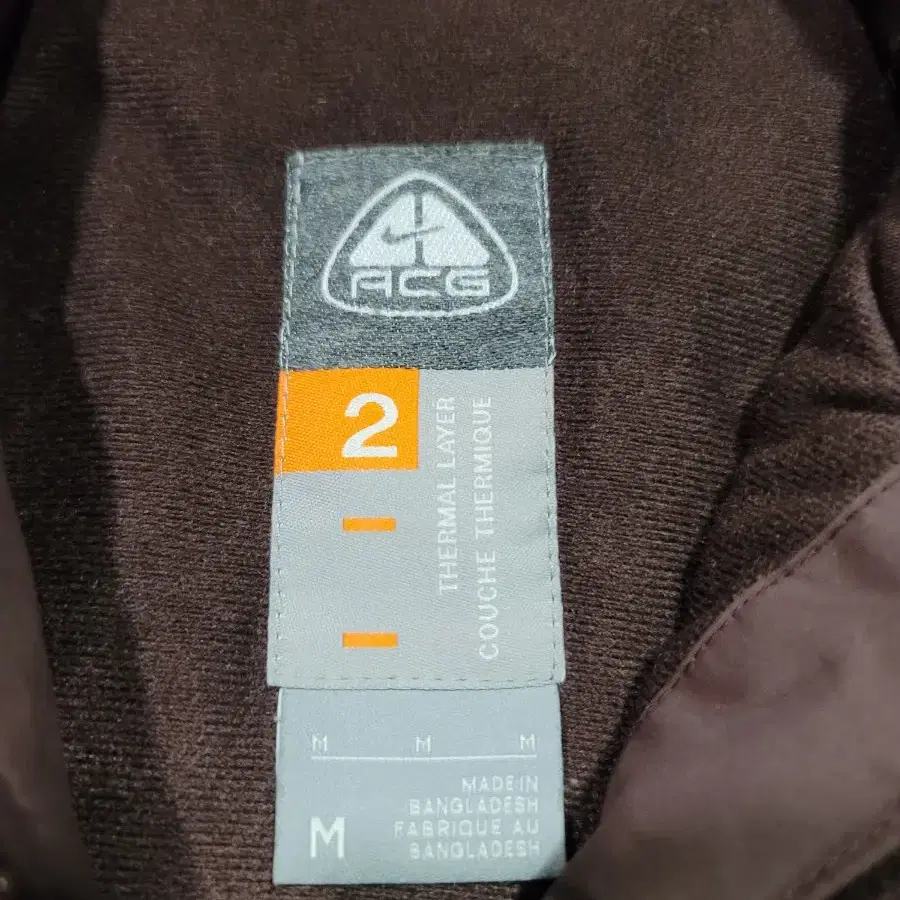 ACG
2
THERMAL LAYER
COUCHE THERMIQUE
M M M
M
MADE IN
BANGLADESH
FABRIQUE AU
BANGLADESH